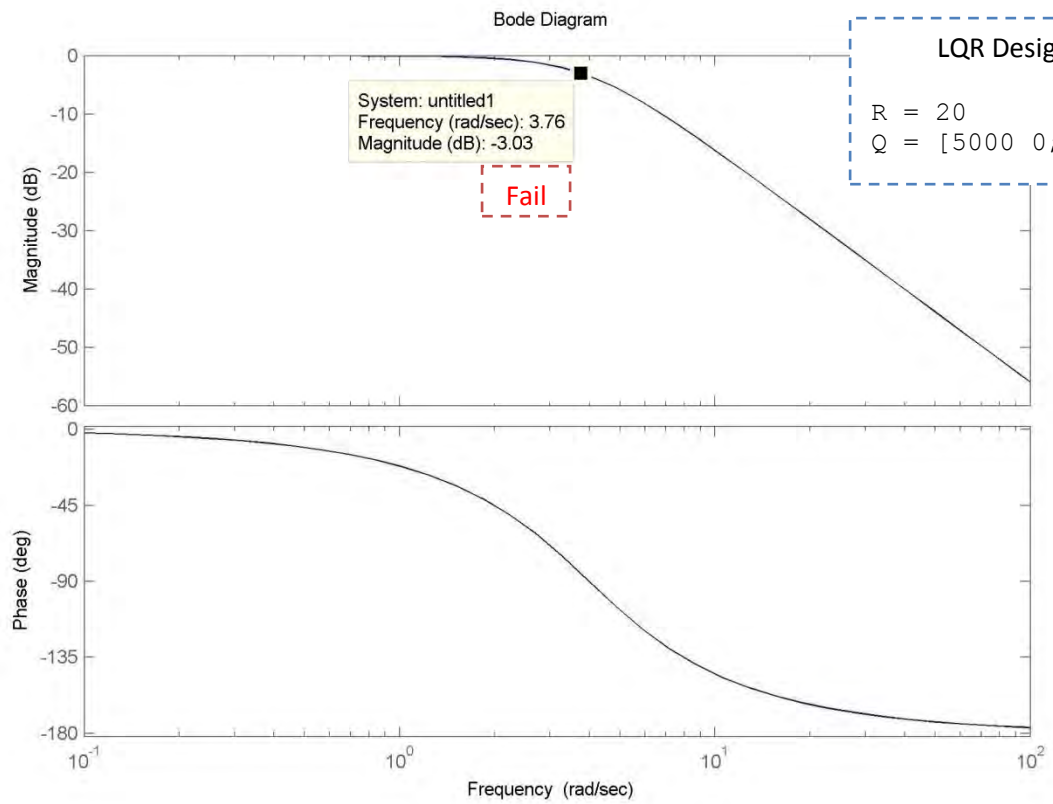 Bode Diagram
LQR Desig
R = 20
Q = [5000 0
System: untitled1
Frequency (rad/sec): 3.76
Magnitude (dB): -3.03
Fail
Magnitude (dB)
0
-10
-20
-30
-40
-50
-60
Phase (deg)
0
-45
-90
-135
-180
10^-1
10^0
10^1
10^2
Frequency (rad/sec)